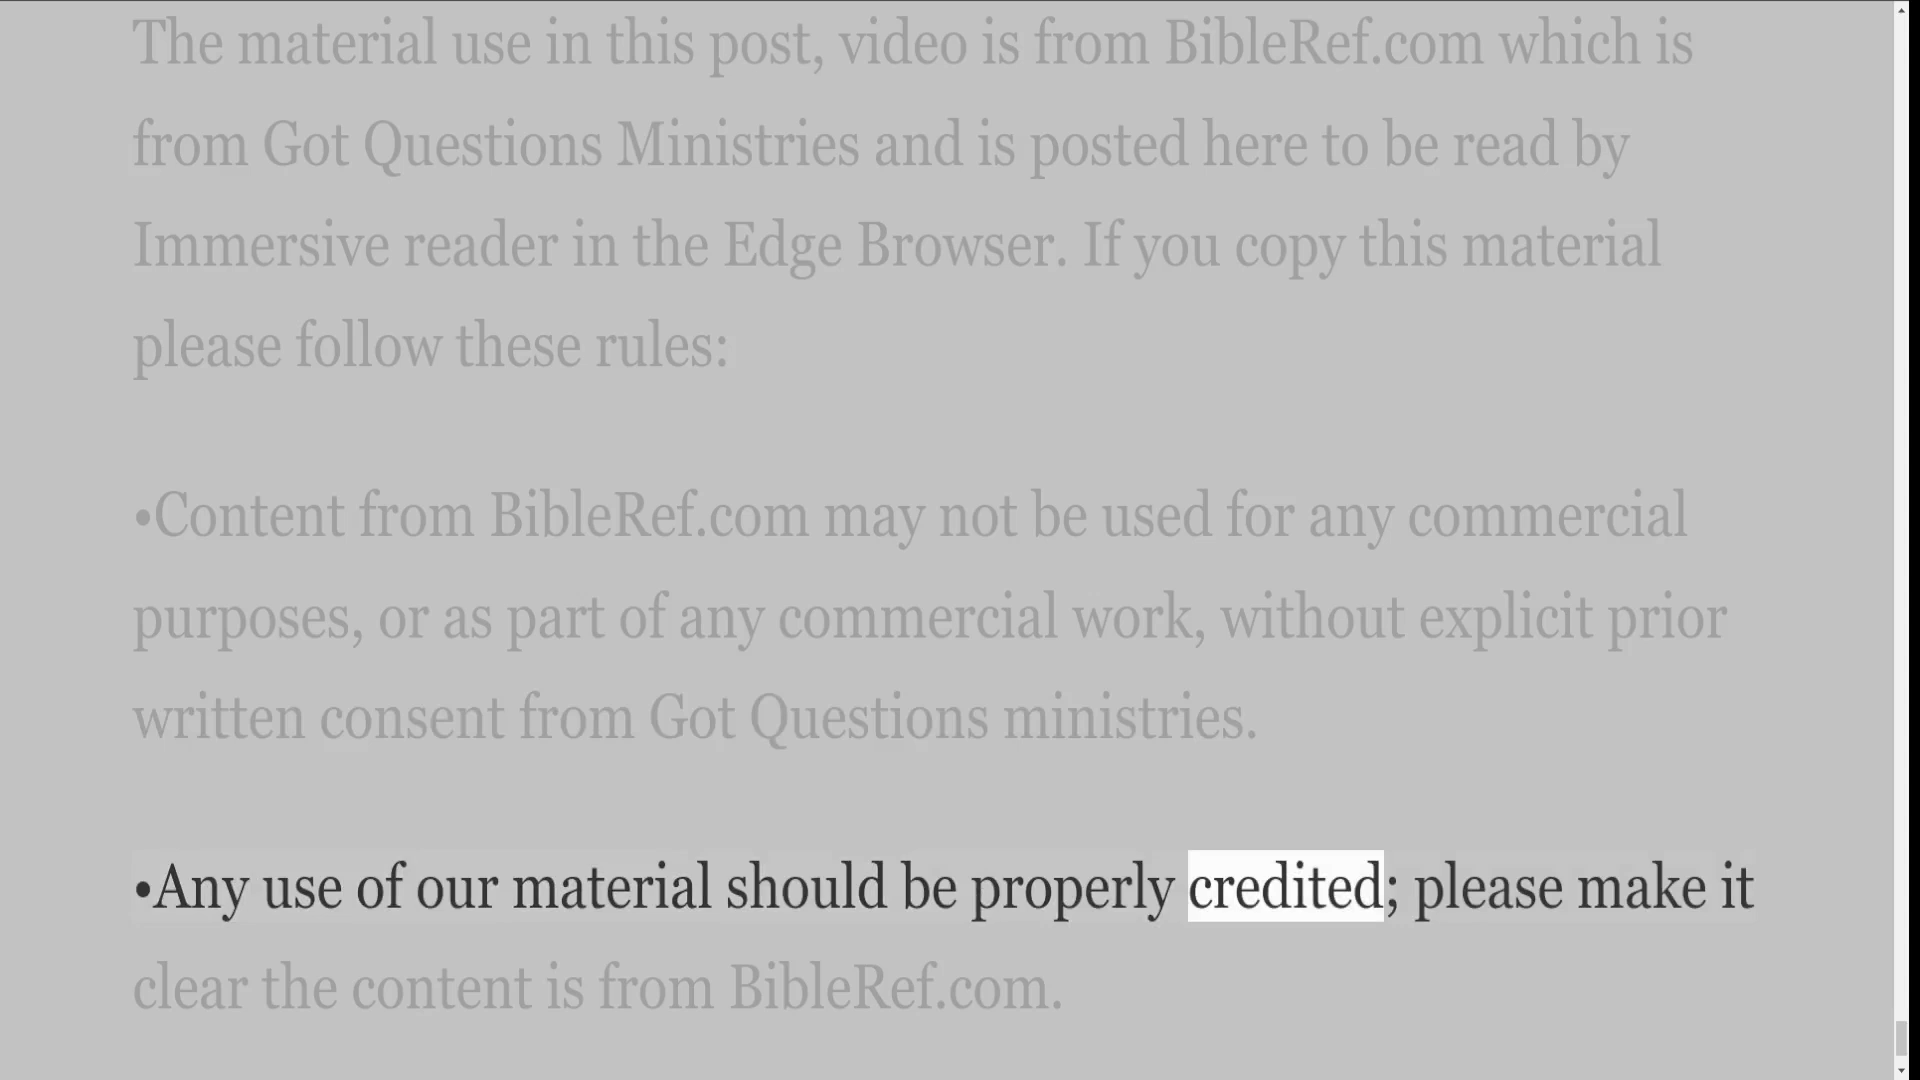 The material use in this post, video is from BibleRef.com which is
from Got Questions Ministries and is posted here to be read by
Immersive reader in the Edge Browser. If you copy this material
please follow these rules:
•Content from BibleRef.com may not be used for any commercial
purposes, or as part of any commercial work, without explicit prior
written consent from Got Questions ministries.
•Any use of our material should be properly credited; please make it
clear the content is from BibleRef.com.